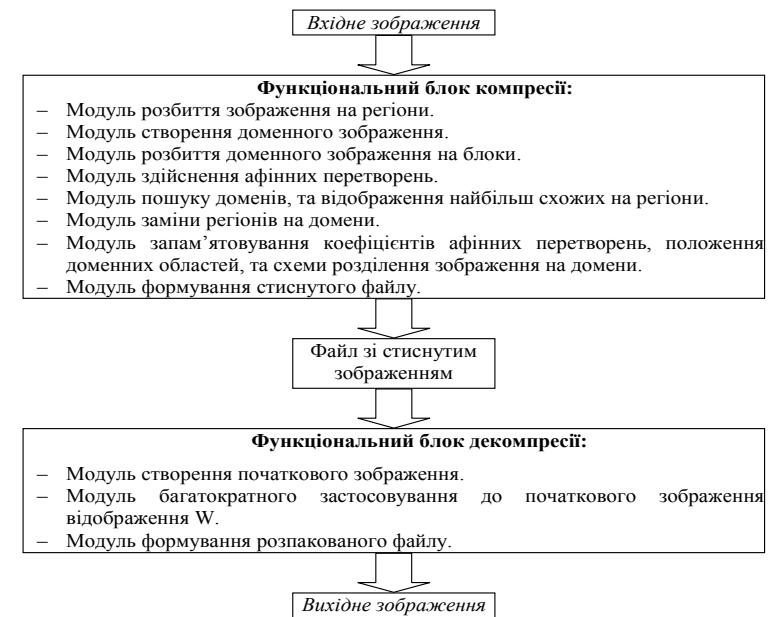 Вхідне зображення
Функціональний блок компресії:
– Модуль розбиття зображення на регіони.
– Модуль створення доменного зображення.
– Модуль розбиття доменного зображення на блоки.
– Модуль здійснення афінних перетворень.
– Модуль пошуку доменів, та відображення найбільш схожих на регіони.
– Модуль заміни регіонів на домени.
– Модуль запам’ятовування коефіцієнтів афінних перетворень, положення
доменних областей, та схеми розділення зображення на домени.
– Модуль формування стиснутого файлу.
Файл зі стиснутим
зображенням
Функціональний блок декомпресії:
– Модуль створення початкового зображення.
– Модуль багатократного застосовування до початкового зображення
відображення W.
– Модуль формування розпакованого файлу.
Вихідне зображення